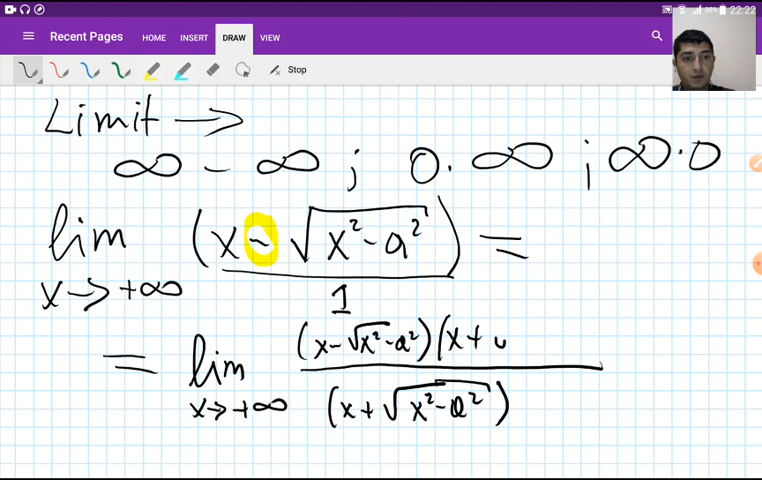 88% 22:22
Recent Pages HOME INSERT DRAW VIEW
Stop
Limit →
∞ - ∞ ; 0 · ∞ ; ∞ · 0
lim (x - √x² - a²) =
x → +∞ 1
= lim (x - √x² - a²)(x +
x → +∞ (x + √x² - a²)